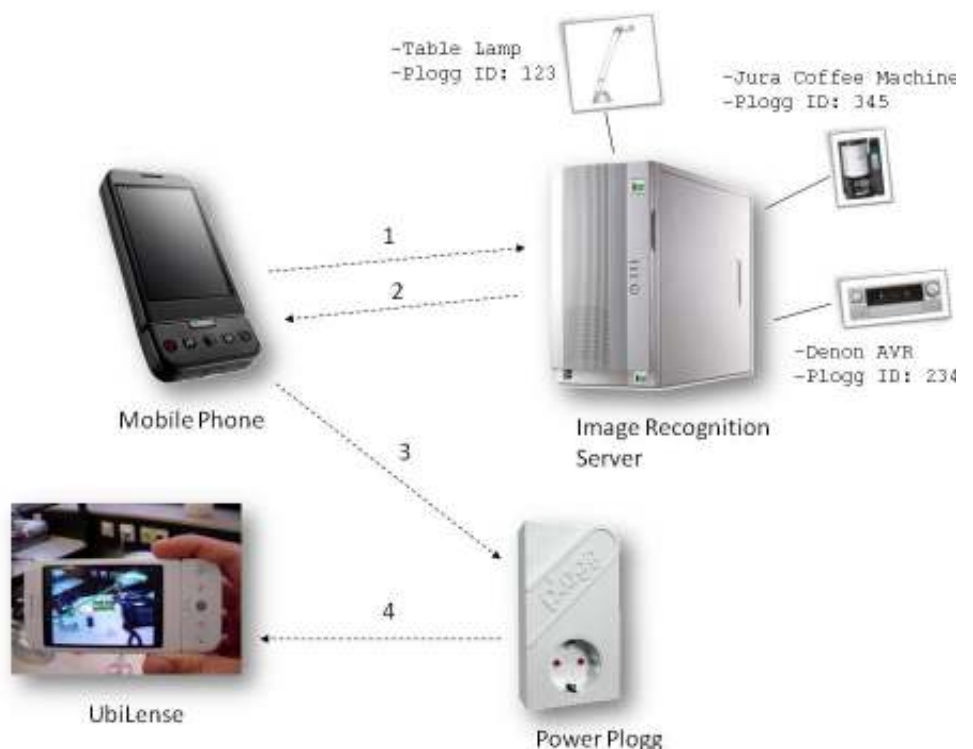 -Table Lamp
-Plogg ID: 123
-Jura Coffee Machine
-Plogg ID: 345
1
2
-Denon AVR
-Plogg ID: 234
Mobile Phone
Image Recognition
Server
3
4
plogg
UbiLense
Power Plogg